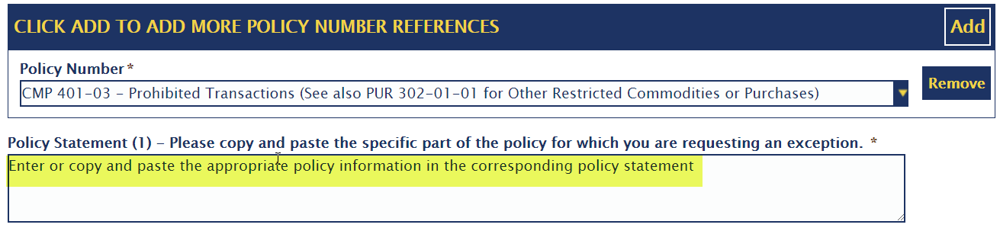 CLICK ADD TO ADD MORE POLICY NUMBER REFERENCES
Add
Policy Number*
CMP 401-03 - Prohibited Transactions (See also PUR 302-01-01 for Other Restricted Commodities or Purchases)
Remove
Policy Statement (1) - Please copy and paste the specific part of the policy for which you are requesting an exception. *
Enter or copy and paste the appropriate policy information in the corresponding policy statement